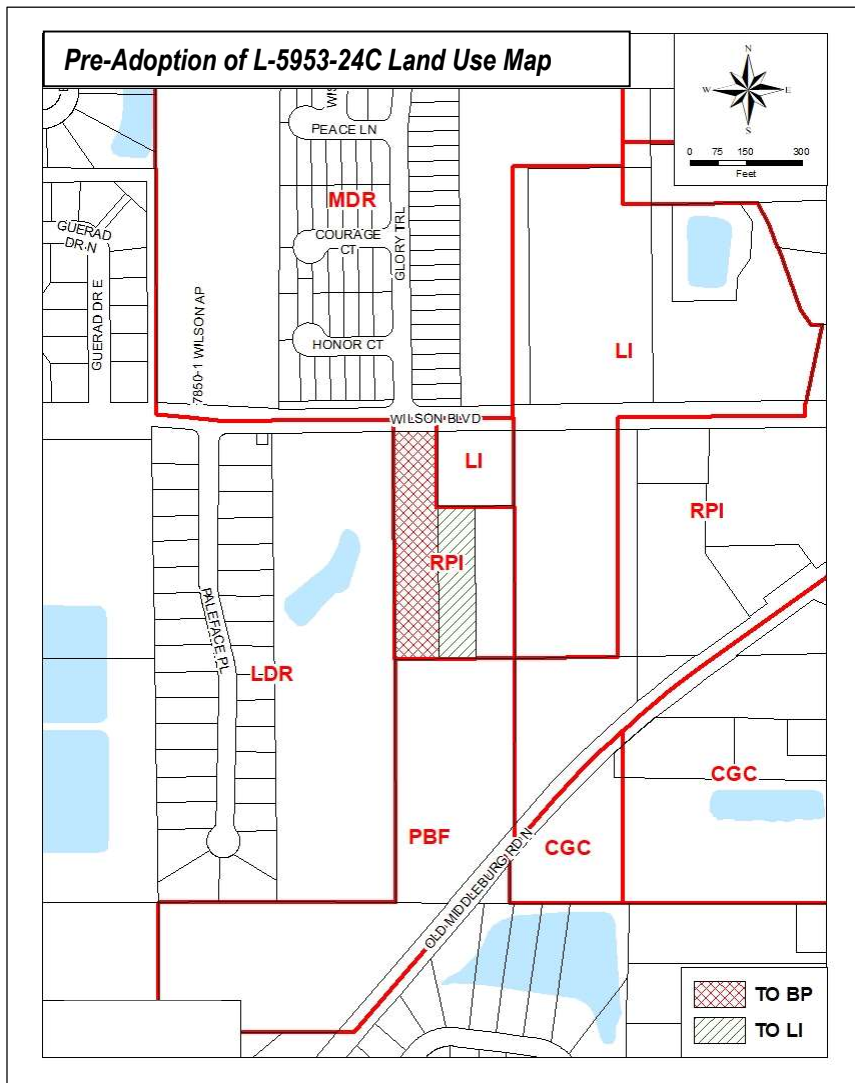 Pre-Adoption of L-5953-24C Land Use Map
N
W
E
S
0 75 150 300
Feet
PEACE LN
MDR
GUERAD
DR N
COURAGE
CT
GLORY TRL
GUERAD DR E
7850-1 WILSON AP
HONOR CT
LI
WILSON BLVD
LI
RPI
RPI
PALEFACE PL
LDR
CGC
PBF
CGC
OLD MIDDLEBURG RD N
TO BP
TO LI